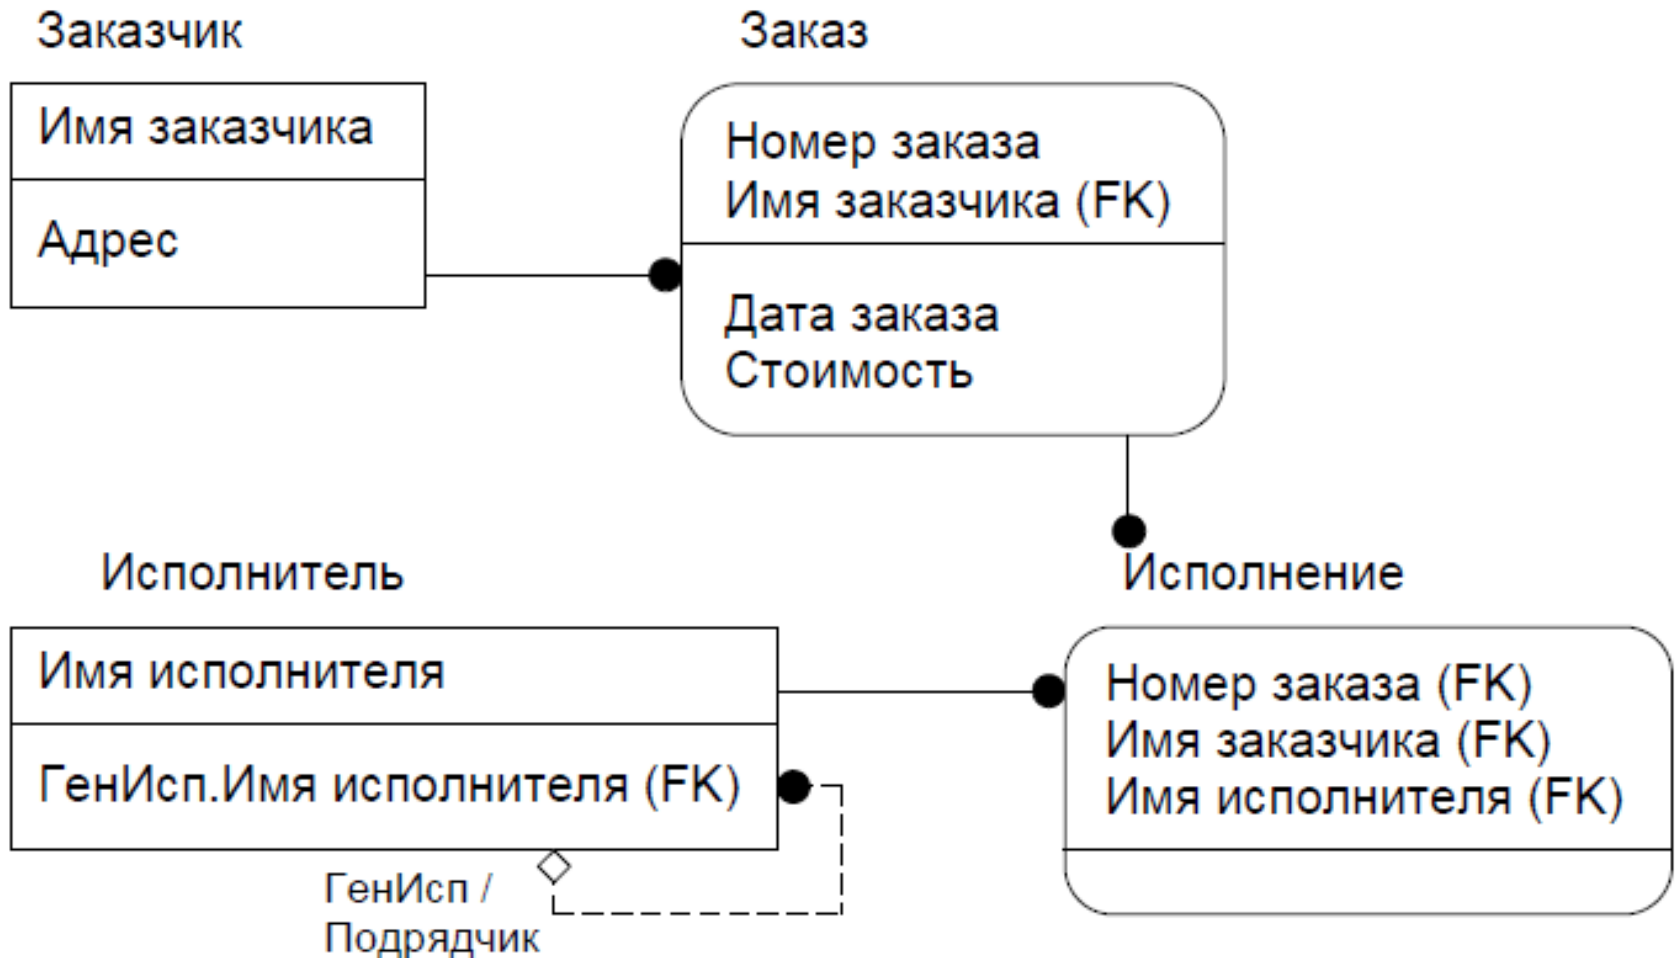 Заказчик
Имя заказчика
Адрес
Заказ
Номер заказа
Имя заказчика (FK)
Дата заказа
Стоимость
Исполнитель
Имя исполнителя
ГенИсп.Имя исполнителя (FK)
ГенИсп /
Подрядчик
Исполнение
Номер заказа (FK)
Имя заказчика (FK)
Имя исполнителя (FK)